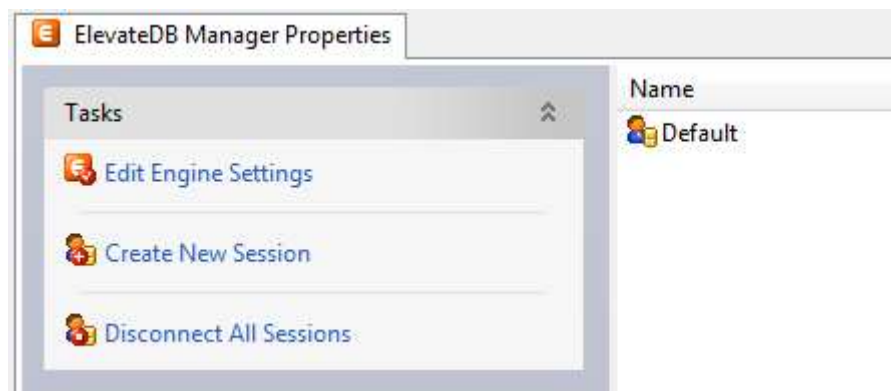 ElevateDB Manager Properties
Tasks
Edit Engine Settings
Create New Session
Disconnect All Sessions
Name
Default